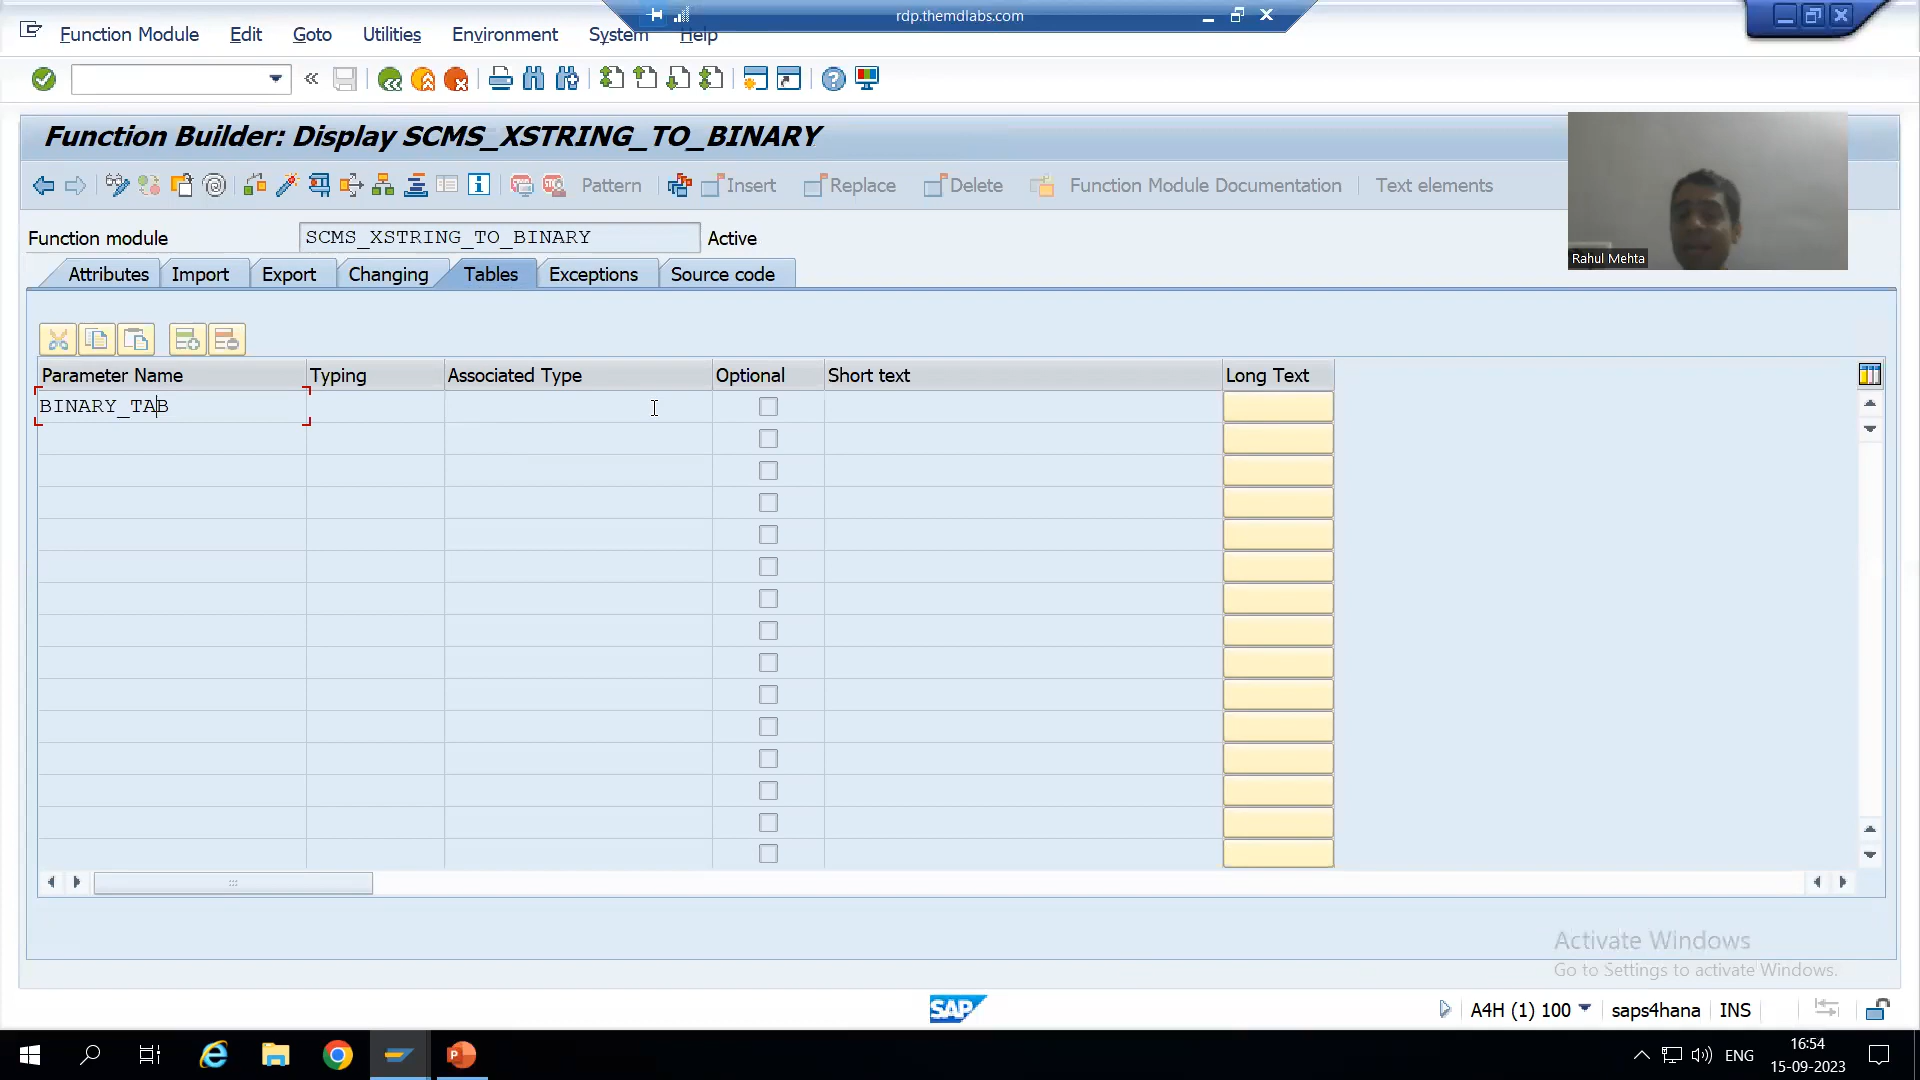 rdp.themdlabs.com
Function Module Edit Goto Utilities Environment System Help
Function Builder: Display SCMS_XSTRING_TO_BINARY
Pattern Insert Replace Delete Function Module Documentation Text elements
Function module SCMS_XSTRING_TO_BINARY Active
Rahul Mehta
Attributes Import Export Changing Tables Exceptions Source code
Parameter Name Typing Associated Type Optional Short text Long Text
BINARY_TAB
Activate Windows
Go to Settings to activate Windows.
SAP A4H (1) 100 saps4hana INS
16:54
ENG
15-09-2023